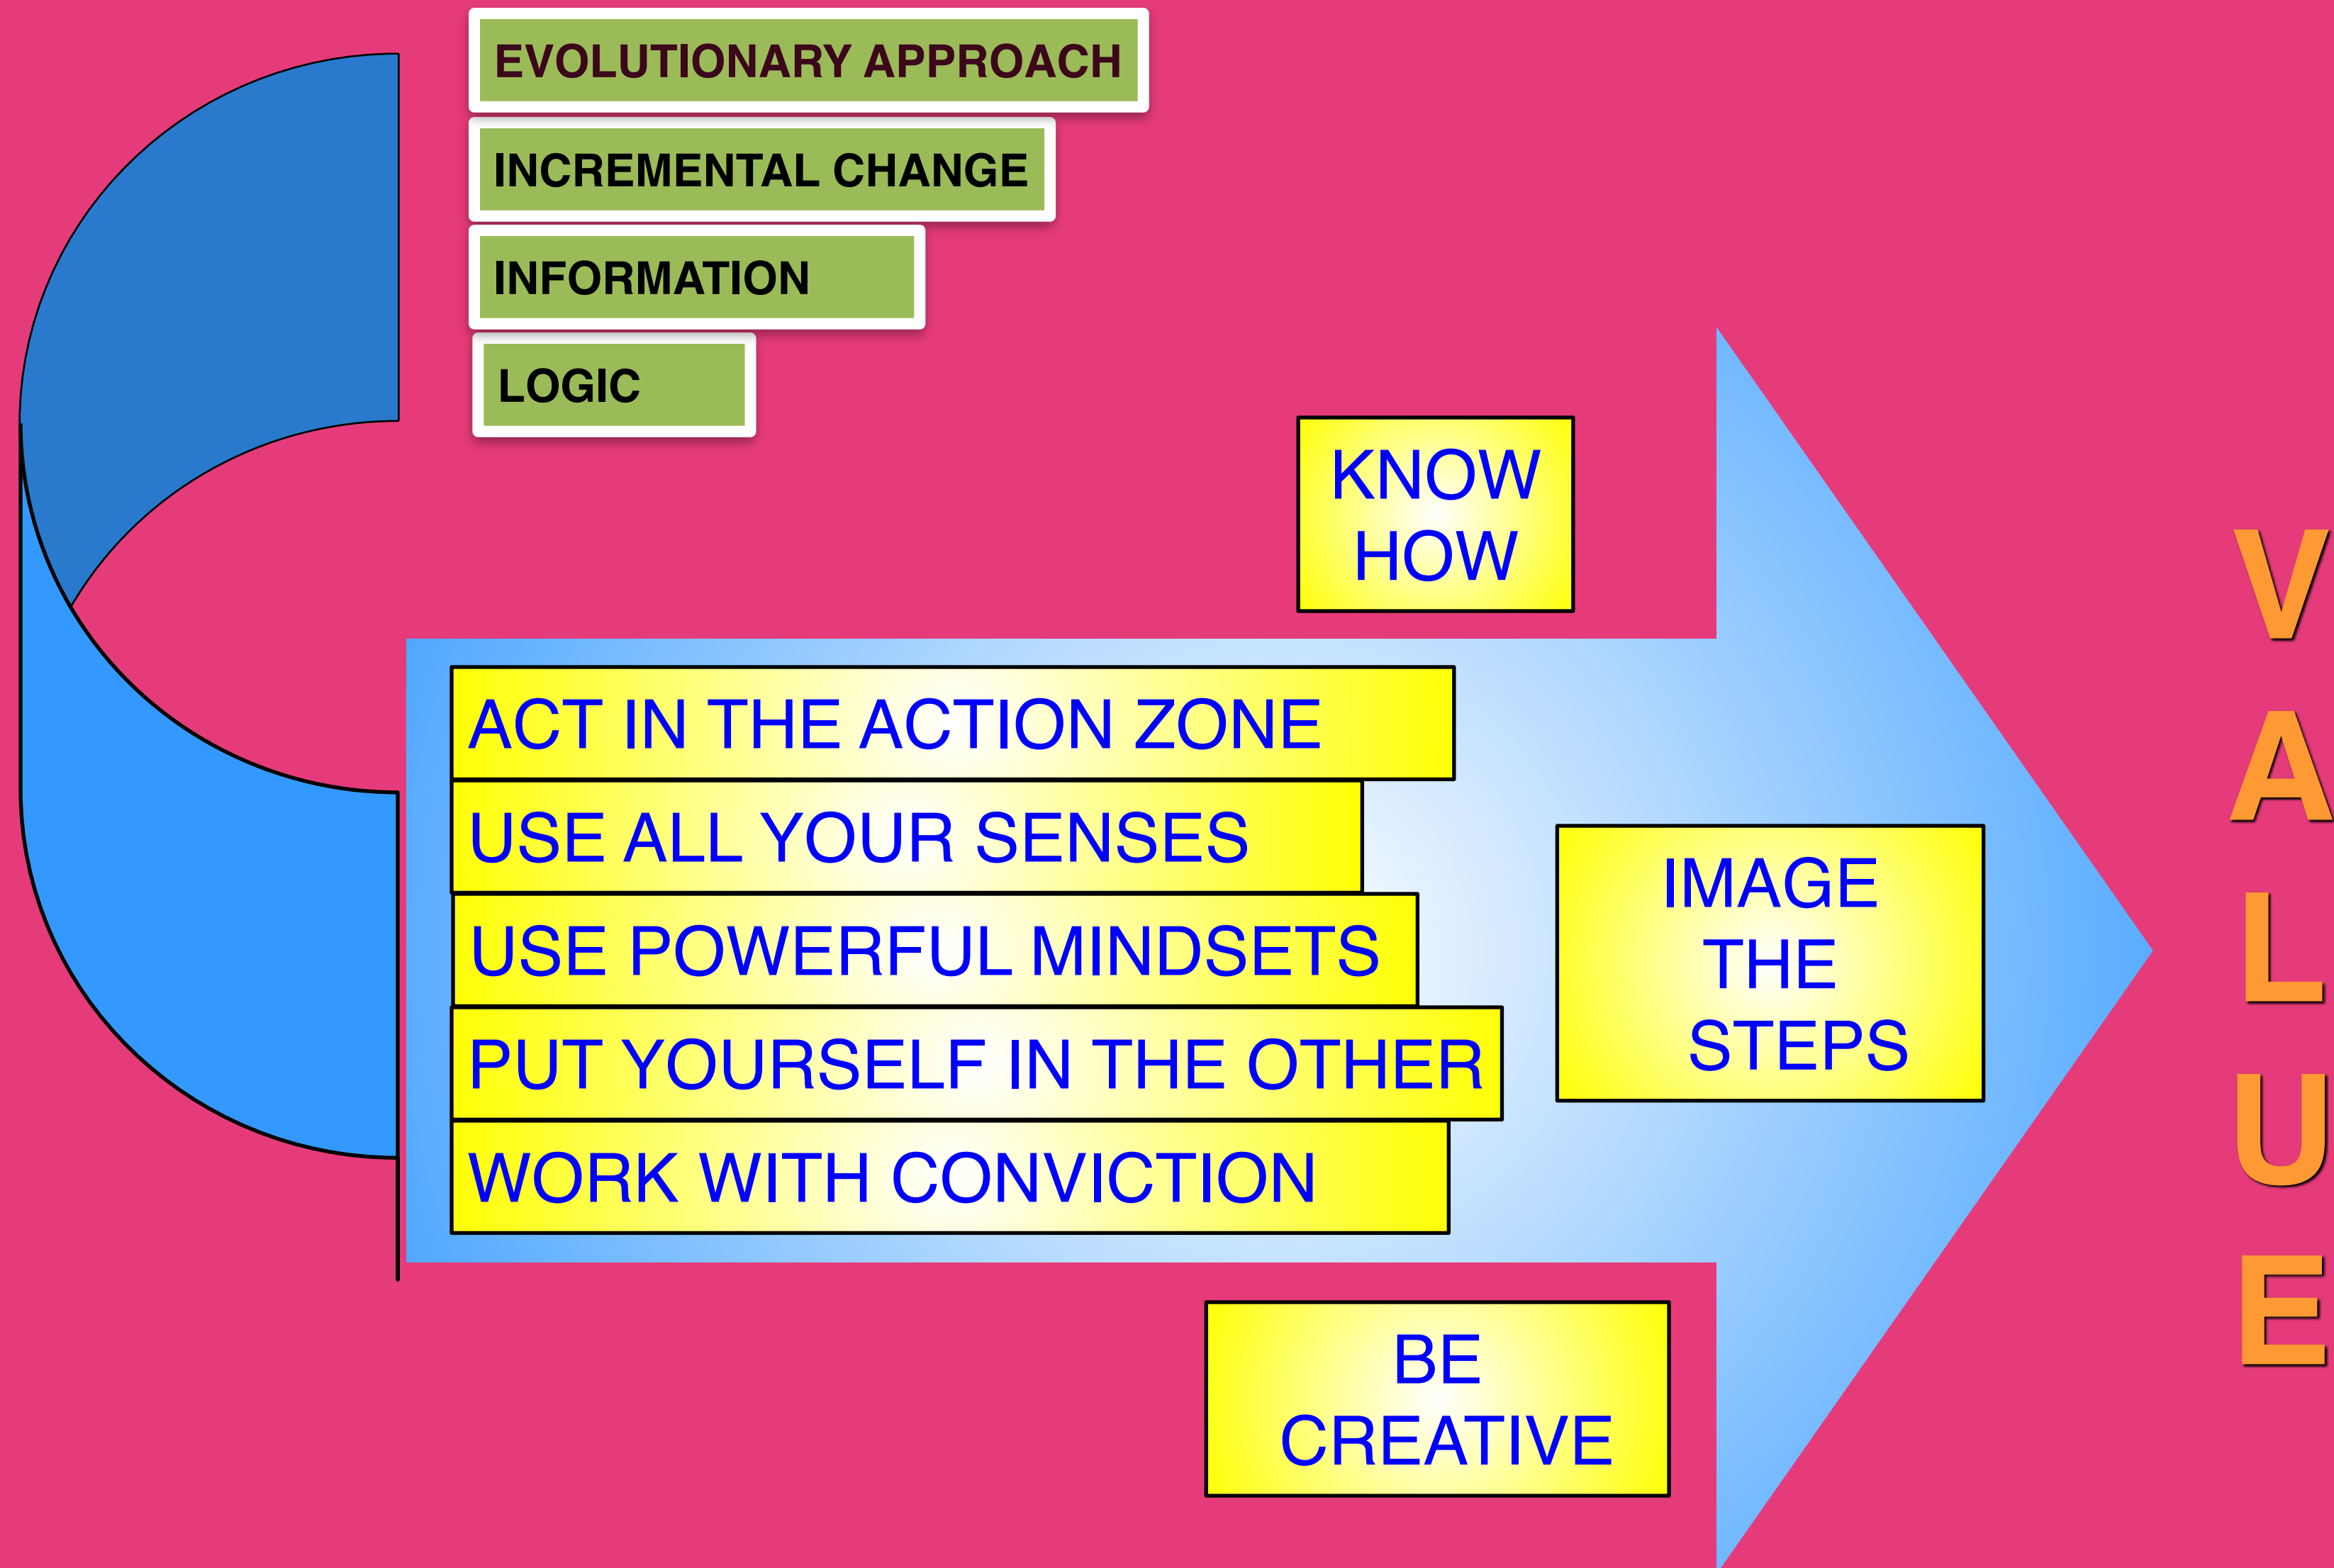 EVOLUTIONARY APPROACH
INCREMENTAL CHANGE
INFORMATION
LOGIC
KNOW
HOW
ACT IN THE ACTION ZONE
USE ALL YOUR SENSES
USE POWERFUL MINDSETS
PUT YOURSELF IN THE OTHER
WORK WITH CONVICTION
IMAGE
THE
STEPS
BE
CREATIVE
V
A
L
U
E